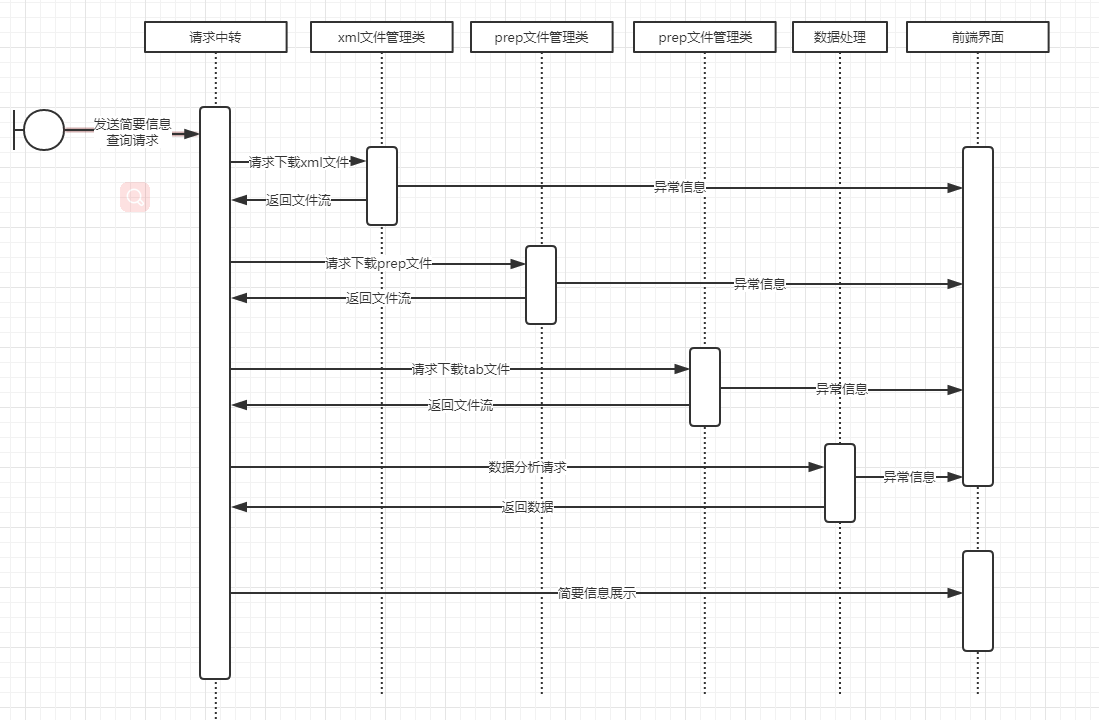 请求中转
xml文件管理类
prep文件管理类
prep文件管理类
数据处理
前端界面
发送简要信息
查询请求
请求下载xml文件
异常信息
返回文件流
请求下载prep文件
异常信息
返回文件流
请求下载tab文件
异常信息
返回文件流
数据分析请求
异常信息
返回数据
简要信息展示